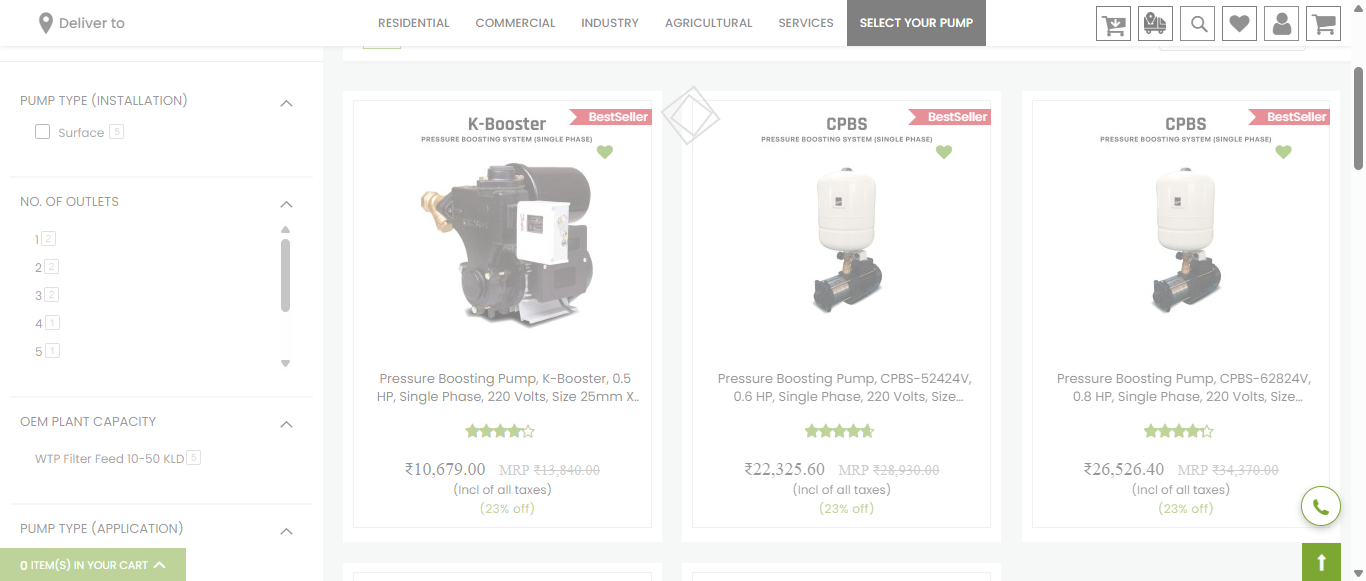 Deliver to
RESIDENTIAL
COMMERCIAL
INDUSTRY
AGRICULTURAL
SERVICES
SELECT YOUR PUMP
PUMP TYPE (INSTALLATION)
Surface 5
NO. OF OUTLETS
1 2
2 2
3 2
4 1
5 1
OEM PLANT CAPACITY
WTP Filter Feed 10-50 KLD 5
PUMP TYPE (APPLICATION)
0 ITEM(S) IN YOUR CART
BestSeller
K-Booster
PRESSURE BOOSTING SYSTEM (SINGLE PHASE)
Pressure Boosting Pump, K-Booster, 0.5
HP, Single Phase, 220 Volts, Size 25mm X..
₹10,679.00 MRP ₹13,840.00
(Incl of all taxes)
(23% off)
BestSeller
CPBS
PRESSURE BOOSTING SYSTEM (SINGLE PHASE)
Pressure Boosting Pump, CPBS-52424V,
0.6 HP, Single Phase, 220 Volts, Size...
₹22,325.60 MRP ₹28,930.00
(Incl of all taxes)
(23% off)
BestSeller
CPBS
PRESSURE BOOSTING SYSTEM (SINGLE PHASE)
Pressure Boosting Pump, CPBS-62824V,
0.8 HP, Single Phase, 220 Volts, Size...
₹26,526.40 MRP ₹34,370.00
(Incl of all taxes)
(23% off)